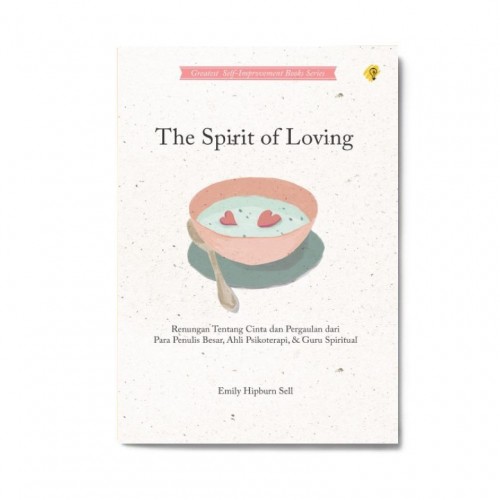 Greatest Self-Improvement Books Series
The Spirit of Loving
Renungan Tentang Cinta dan Pergaulan dari
Para Penulis Besar, Ahli Psikoterapi, & Guru Spiritual
Emily Hipburn Sell